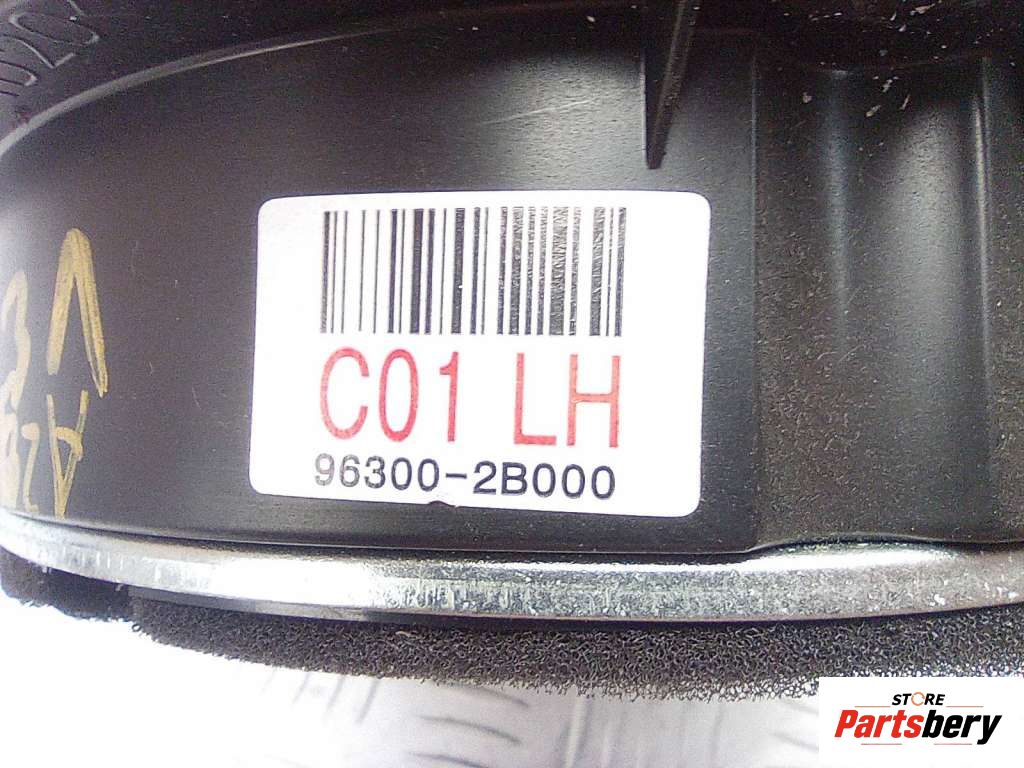 C01 LH
96300-2B000
STORE
Partsbery